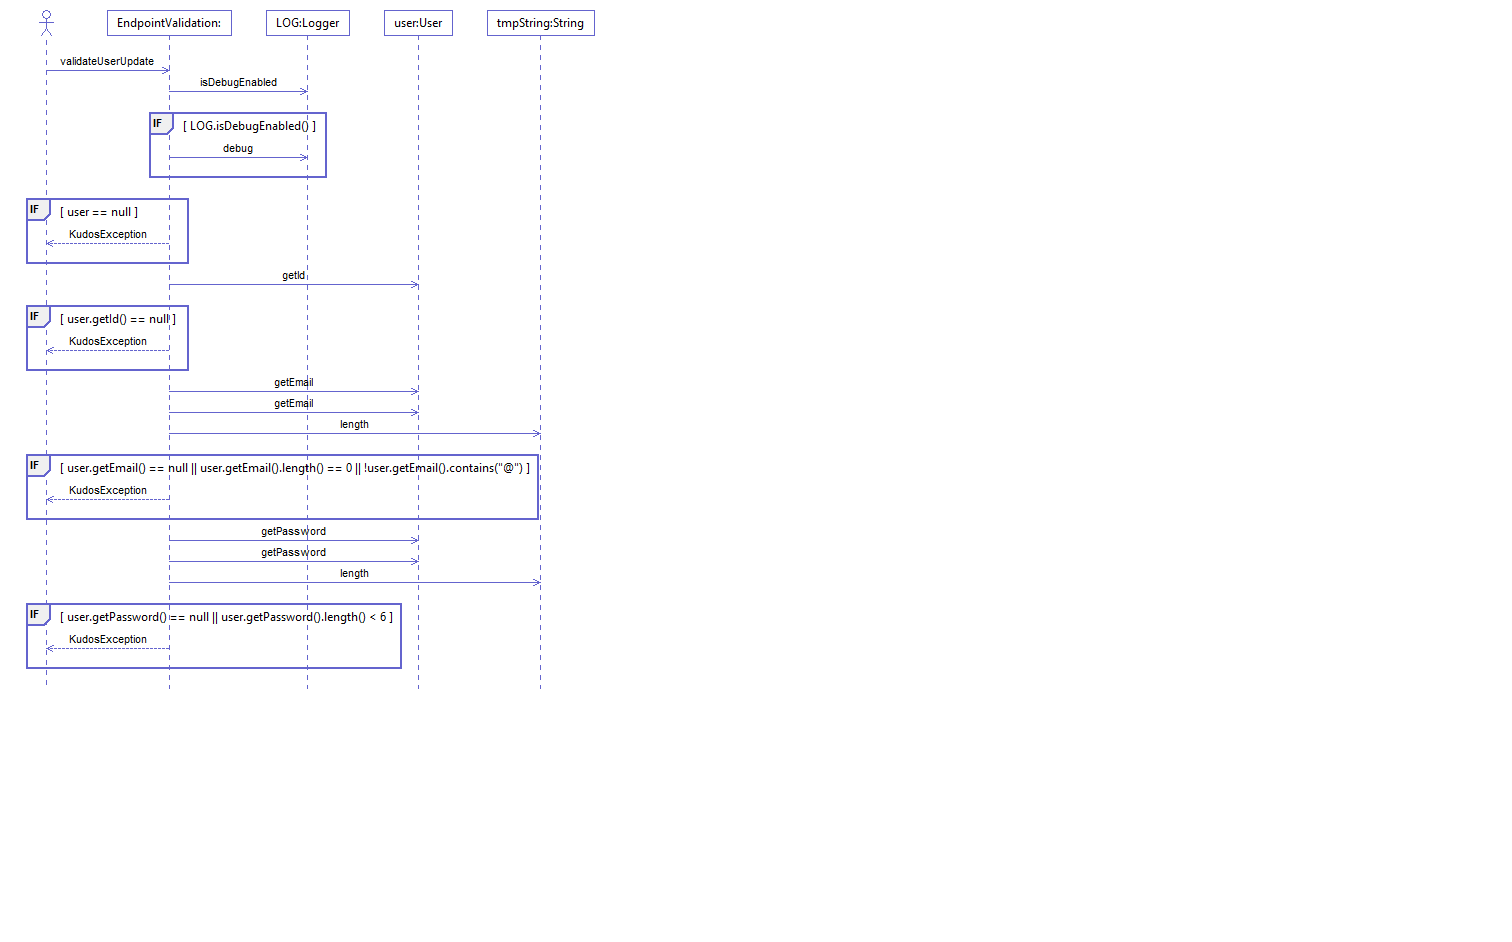 EndpointValidation: LOG:Logger user:User tmpString:String
validateUserUpdate
isDebugEnabled
IF [ LOG.isDebugEnabled() ]
debug
IF [ user == null ]
KudosException
getId
IF [ user.getId() == null ]
KudosException
getEmail
getEmail
length
IF [ user.getEmail() == null || user.getEmail().length() == 0 || !user.getEmail().contains("@") ]
KudosException
getPassword
getPassword
length
IF [ user.getPassword() == null || user.getPassword().length() < 6 ]
KudosException